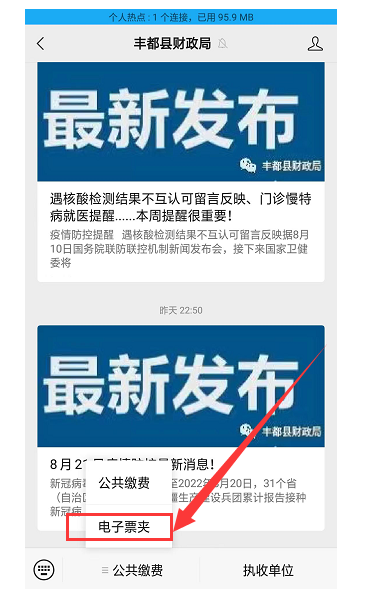 个人热点：1 个连接，已用 95.9 MB
丰都县财政局
最新发布
丰都县财政局
遇核酸检测结果不互认可留言反映、门诊慢特
病就医提醒......本周提醒很重要！
疫情防控提醒 遇核酸检测结果不互认可留言反映据8月
10日国务院联防联控机制新闻发布会，接下来国家卫健
委将
昨天 22:50
最新发布
丰都县财政局
8月2 新消息！
新冠病 至2022年8月20日，31个省
（自治 生产建设兵团累计报告接种
新冠病
公共缴费
电子票夹
公共缴费
执收单位